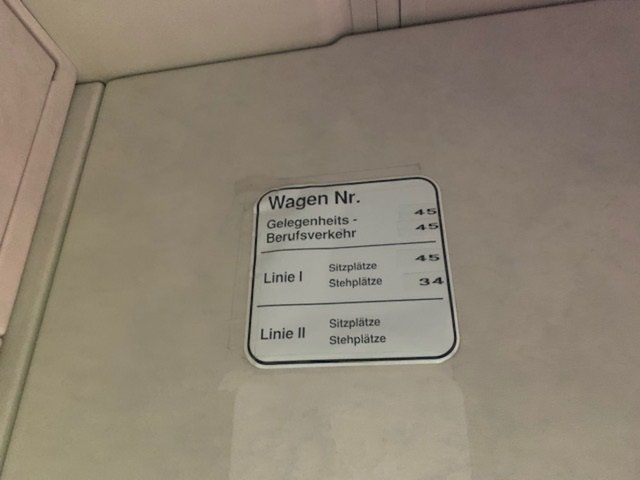 Wagen Nr.
Gelegenheits - 45
Berufsverkehr 45
Linie I Sitzplätze 45
Stehplätze 34
Linie II Sitzplätze
Stehplätze